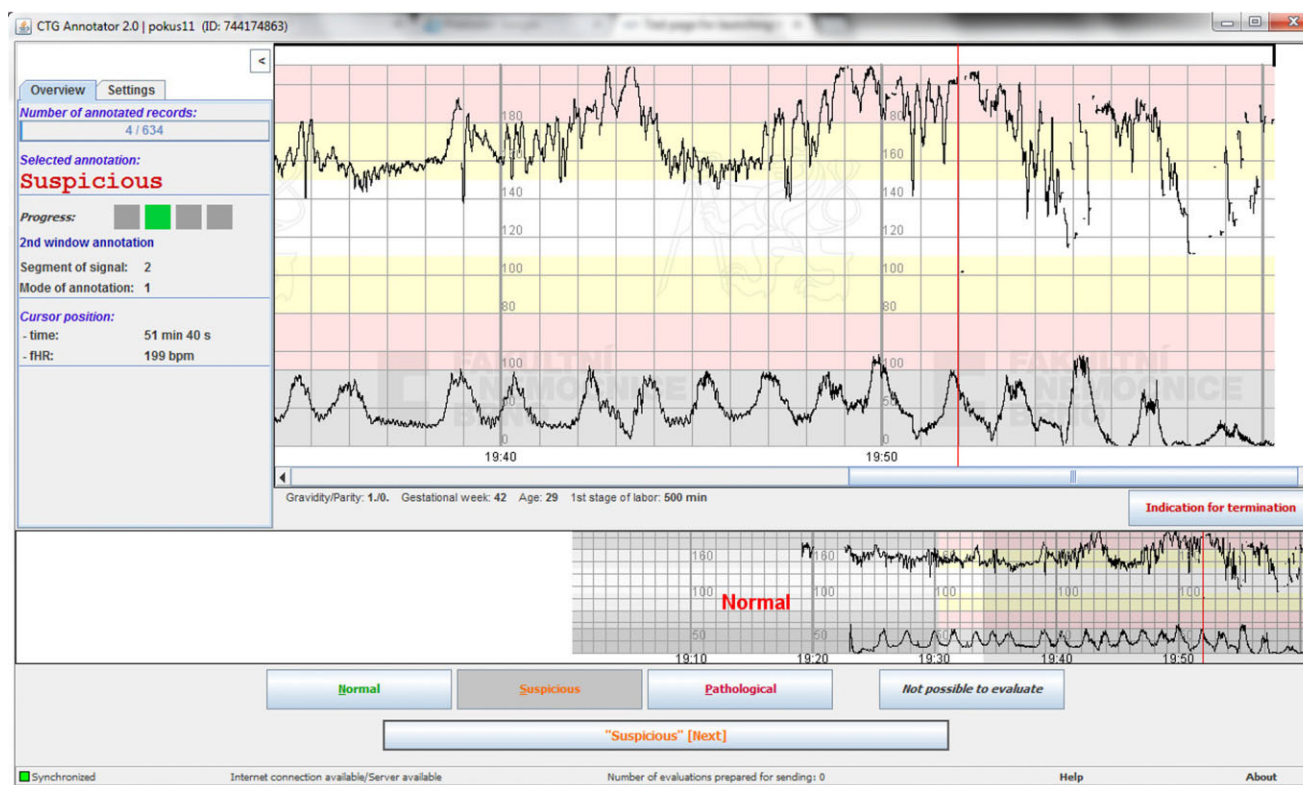 CTG Annotator 2.0 | pokus11 (ID: 744174863)
<
Overview Settings
Number of annotated records:
4 / 634
Selected annotation:
Suspicious
Progress:
2nd window annotation
Segment of signal: 2
Mode of annotation: 1
Cursor position:
- time: 51 min 40 s
- fHR: 199 bpm
180 180
160 160
140 140
120 120
100 100
80 80
100 100
50 50
0 0
FAKULTNÍ NEMOCNICE BRNO FAKULTNÍ NEMOCNICE BRNO
19:40 19:50
Gravidity/Parity: 1./0. Gestational week: 42 Age: 29 1st stage of labor: 500 min
Indication for termination
160 160
100 100 100 100 100
Normal
50 50
19:10 19:20 19:30 19:40 19:50
Normal Suspicious Pathological Not possible to evaluate
"Suspicious" [Next]
Synchronized Internet connection available/Server available Number of evaluations prepared for sending: 0 Help About